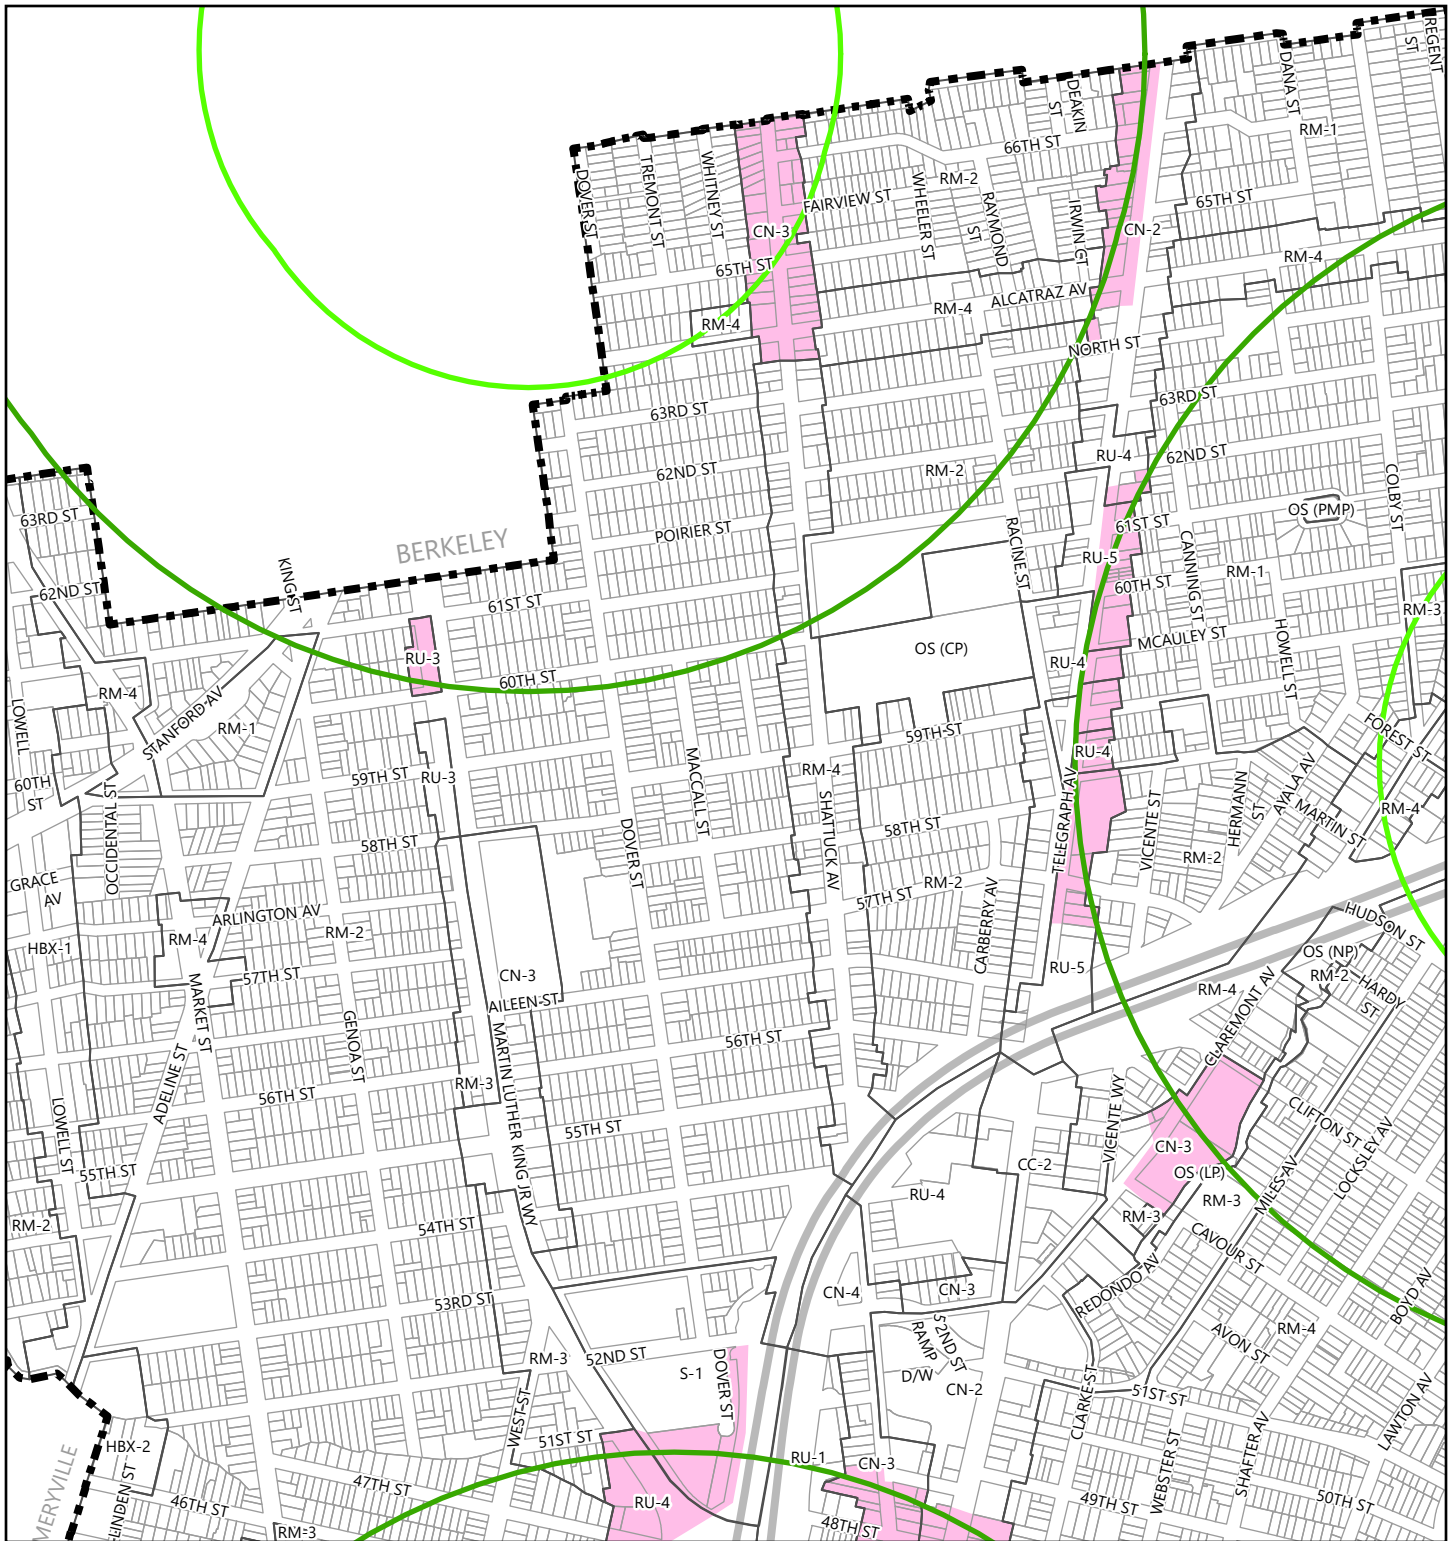 REGENT
ST
DANA ST
DEAKIN
ST
RM-1
66TH ST
TREMONT ST
WHITNEY ST
DOVER ST
RM-2
WHEELER ST
RAYMOND
ST
IRWIN CT
FAIRVIEW ST
65TH ST
CN-3
CN-2
RM-4
65TH ST
ALCATRAZ AV
RM-4
RM-4
NORTH ST
63RD ST
63RD ST
RU-4
62ND ST
62ND ST
RM-2
COLBY ST
OS (PMP)
63RD ST
61ST ST
POIRIER ST
RACINE ST
CANNING ST
BERKELEY
KING ST
RU-5
RM-1
60TH ST
62ND ST
61ST ST
RM-3
MCAULEY ST
HOWELL ST
OS (CP)
RU-3
RU-4
60TH ST
RM-4
STANFORD AV
RM-1
LOWELL
FOREST ST
59TH ST
RU-4
MACCALL ST
RM-4
59TH ST
RU-3
60TH
ST
AYALA AV
HERMANN
ST
MARTIN ST
RM-4
OCCIDENTAL ST
TELEGRAPH AV
VICENTE ST
SHATTUCK AV
58TH ST
58TH ST
DOVER ST
RM-2
GRACE
AV
RM-2
57TH ST
CARBERRY AV
ARLINGTON AV
HUDSON ST
RM-2
RM-4
HBX-1
OS (NP)
RM-2
HARDY
ST
RU-5
57TH ST
CN-3
RM-4
CLAREMONT AV
AILEEN ST
MARKET ST
GENOA ST
56TH ST
MARTIN LUTHER KING JR WY
ADELINE ST
RM-3
56TH ST
VICENTE WY
CLIFTON ST
LOCKSLEY AV
LOWELL ST
55TH ST
CN-3
CC-2
55TH ST
OS (LP)
MILES AV
RU-4
RM-3
RM-3
RM-2
54TH ST
CAVOUR ST
REDONDO AV
CN-4
CN-3
BOYD AV
53RD ST
52ND ST
RAMP
RM-4
AVON ST
RM-3
52ND ST
S-1
DOVER ST
D/W
CN-2
51ST ST
CLARKE ST
LAWTON AV
WEST ST
51ST ST
HBX-2
RU-1
CN-3
SHAFTER AV
WEBSTER ST
47TH ST
RU-4
49TH ST
50TH ST
46TH ST
LINDEN ST
MERYVILLE
RM-3
48TH ST